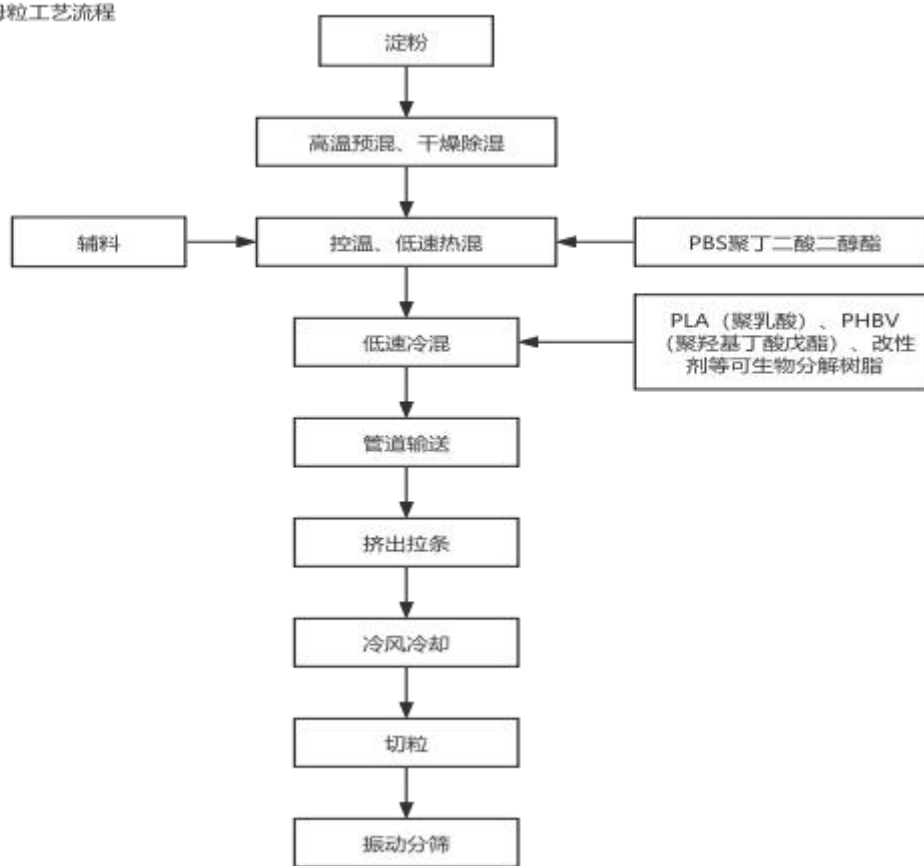 母粒工艺流程
淀粉
高温预混、干燥除湿
辅料
控温、低速热混
PBS聚丁二酸二醇酯
低速冷混
PLA（聚乳酸）、PHBV
（聚羟基丁酸戊酯）、改性
剂等可生物分解树脂
管道输送
挤出拉条
冷风冷却
切粒
振动分筛